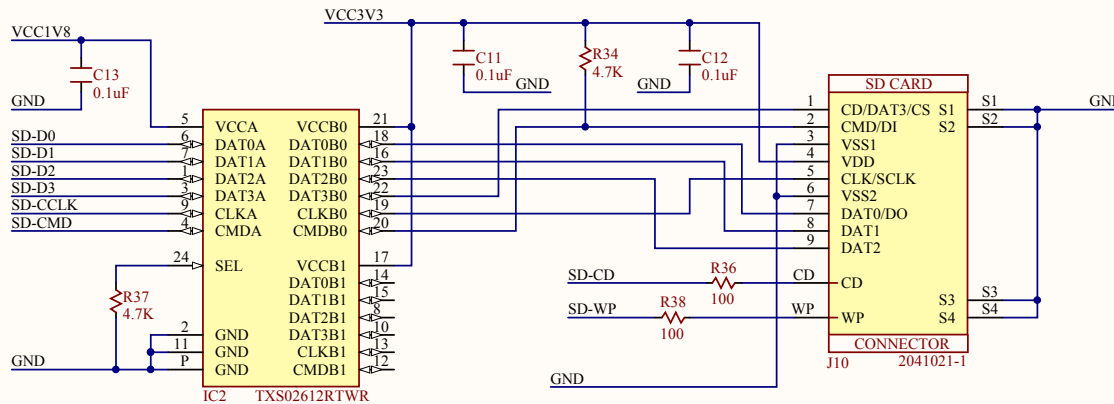 VCC3V3
VCC1V8
C13
0.1uF
GND
C11
0.1uF
GND
R34
4.7K
C12
0.1uF
GND
SD-D0
SD-D1
SD-D2
SD-D3
SD-CCLK
SD-CMD
5 VCCA VCCB0 21
6 DAT0A DAT0B0 18
7 DAT1A DAT1B0 16
1 DAT2A DAT2B0 23
3 DAT3A DAT3B0 22
9 CLKA CLKB0 19
4 CMDA CMDB0 20
24 SEL VCCB1 17
DAT0B1 14
DAT1B1 15
DAT2B1 8
2 GND DAT3B1 10
11 GND CLKB1 13
P GND CMDB1 12
R37
4.7K
GND
IC2 TXS02612RTWR
SD CARD
1 CD/DAT3/CS S1 S1
2 CMD/DI S2 S2
3 VSS1
4 VDD
5 CLK/SCLK
6 VSS2
7 DAT0/DO
8 DAT1
9 DAT2
GND
SD-CD R36 100 CD CD
SD-WP R38 100 WP WP
S3 S3
S4 S4
CONNECTOR
J10 2041021-1
GND